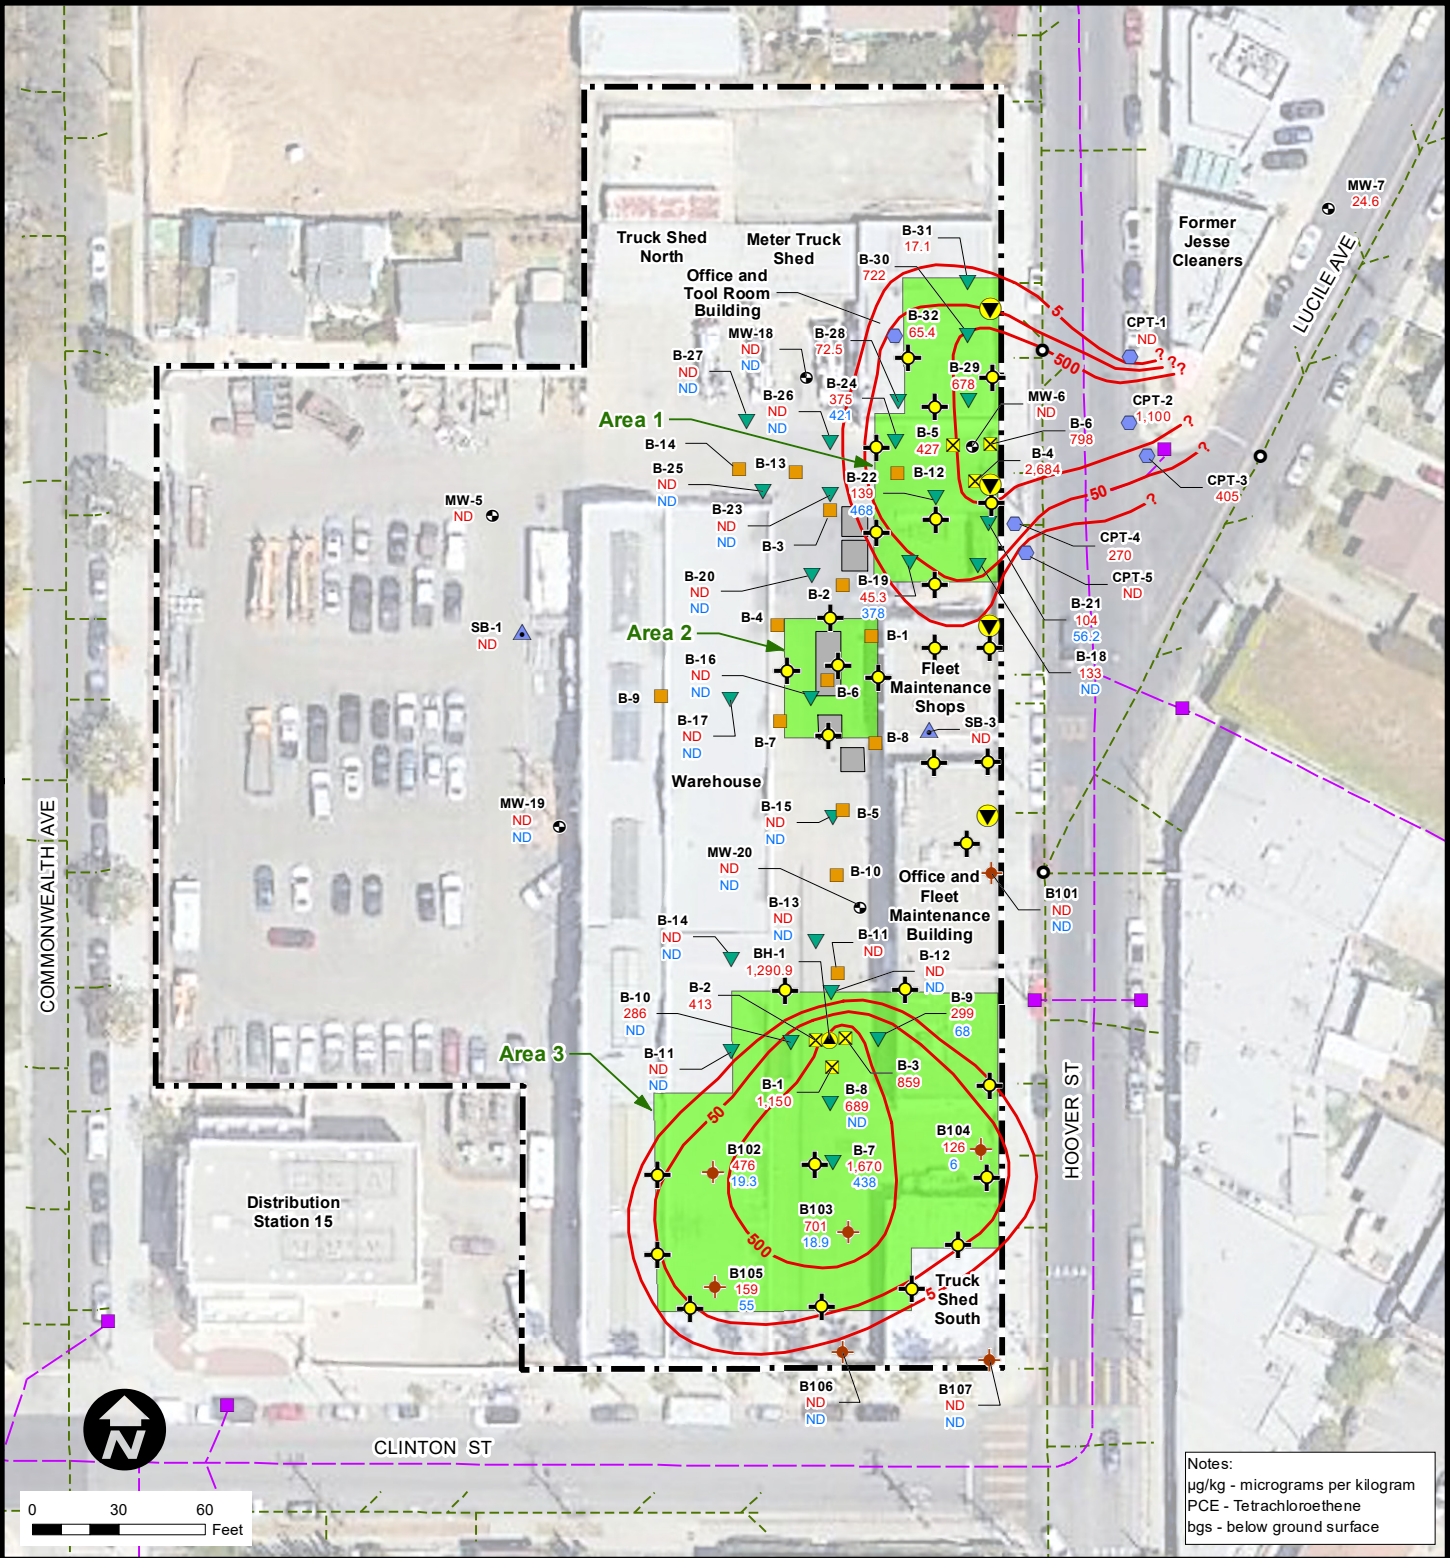 B-31
17.1
B-30
722
Truck Shed
North
Meter Truck
Shed
Office and
Tool Room
Building
MW-7
24.6
Former
Jesse
Cleaners
LUCILE AVE
5
CPT-1
ND
?
?
?
500
B-32
65.4
MW-18
ND
ND
B-28
72.5
B-27
ND
ND
B-29
678
B-24
375
421
B-26
ND
ND
MW-6
ND
CPT-2
1,100
?
?
Area 1
B-6
798
B-5
427
B-14
B-13
B-4
2,684
B-25
ND
ND
B-22
139
468
B-12
CPT-3
405
50
?
MW-5
ND
B-23
ND
ND
B-3
CPT-4
270
CPT-5
ND
B-20
ND
ND
B-2
B-19
45.3
378
B-21
104
56.2
B-4
SB-1
ND
Area 2
B-1
B-18
133
ND
B-16
ND
ND
Fleet
Maintenance
Shops
B-9
B-6
B-17
ND
ND
B-7
B-8
SB-3
ND
Warehouse
MW-19
ND
ND
B-15
ND
ND
B-5
MW-20
ND
ND
B-10
Office and
Fleet
Maintenance
Building
B101
ND
ND
COMMONWEALTH AVE
B-14
ND
ND
B-13
ND
ND
B-11
ND
BH-1
1,290.9
B-12
ND
ND
B-2
413
B-10
286
ND
B-9
299
68
Area 3
B-11
ND
ND
B-3
859
B-1
1,150
B-8
689
ND
50
HOOVER ST
B104
126
6
B102
476
19.3
B-7
1,670
438
Distribution
Station 15
B103
701
18.9
500
B105
159
55
5
Truck
Shed
South
B106
ND
ND
B107
ND
ND
N
CLINTON ST
Notes:
µg/kg - micrograms per kilogram
PCE - Tetrachloroethene
bgs - below ground surface
0 30 60
Feet